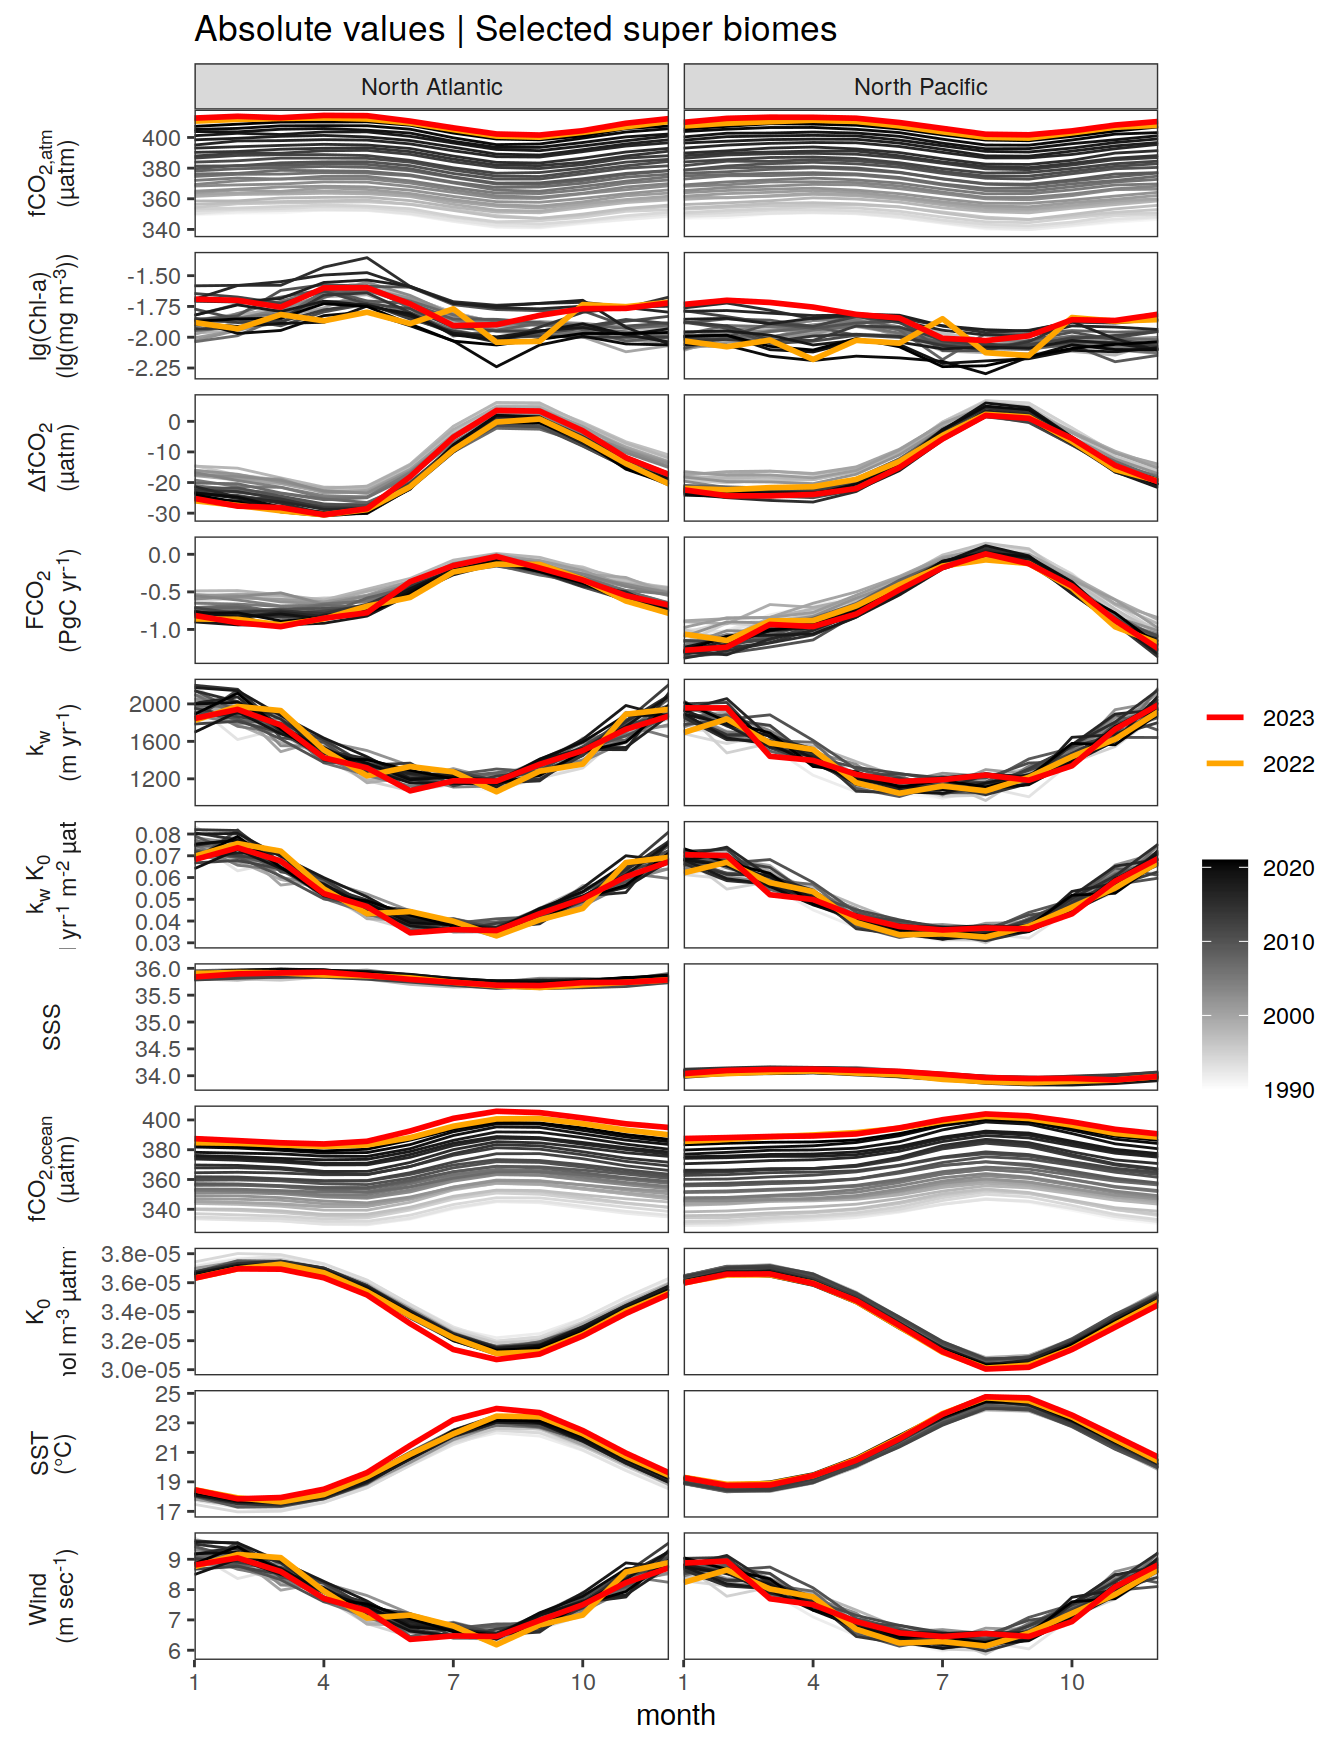 Absolute values | Selected super biomes
North Atlantic
North Pacific
fCO₂,atm
(µatm)
400
380
360
340
lg(Chl-a)
(lg(mg m⁻³))
-1.50
-1.75
-2.00
-2.25
ΔfCO₂
(µatm)
0
-10
-20
-30
FCO₂
(PgC yr⁻¹)
0.0
-0.5
-1.0
k_w
(m yr⁻¹)
2000
1600
1200
k_w K₀
yr⁻¹ m⁻² µat
0.08
0.07
0.06
0.05
0.04
0.03
SSS
36.0
35.5
35.0
34.5
34.0
fCO₂,ocean
(µatm)
400
380
360
340
K₀
ol m⁻³ µatm
3.8e-05
3.6e-05
3.4e-05
3.2e-05
3.0e-05
SST
(°C)
25
23
21
19
17
Wind
(m sec⁻¹)
9
8
7
6
1 4 7 10
1 4 7 10
month
2023
2022
2020
2010
2000
1990